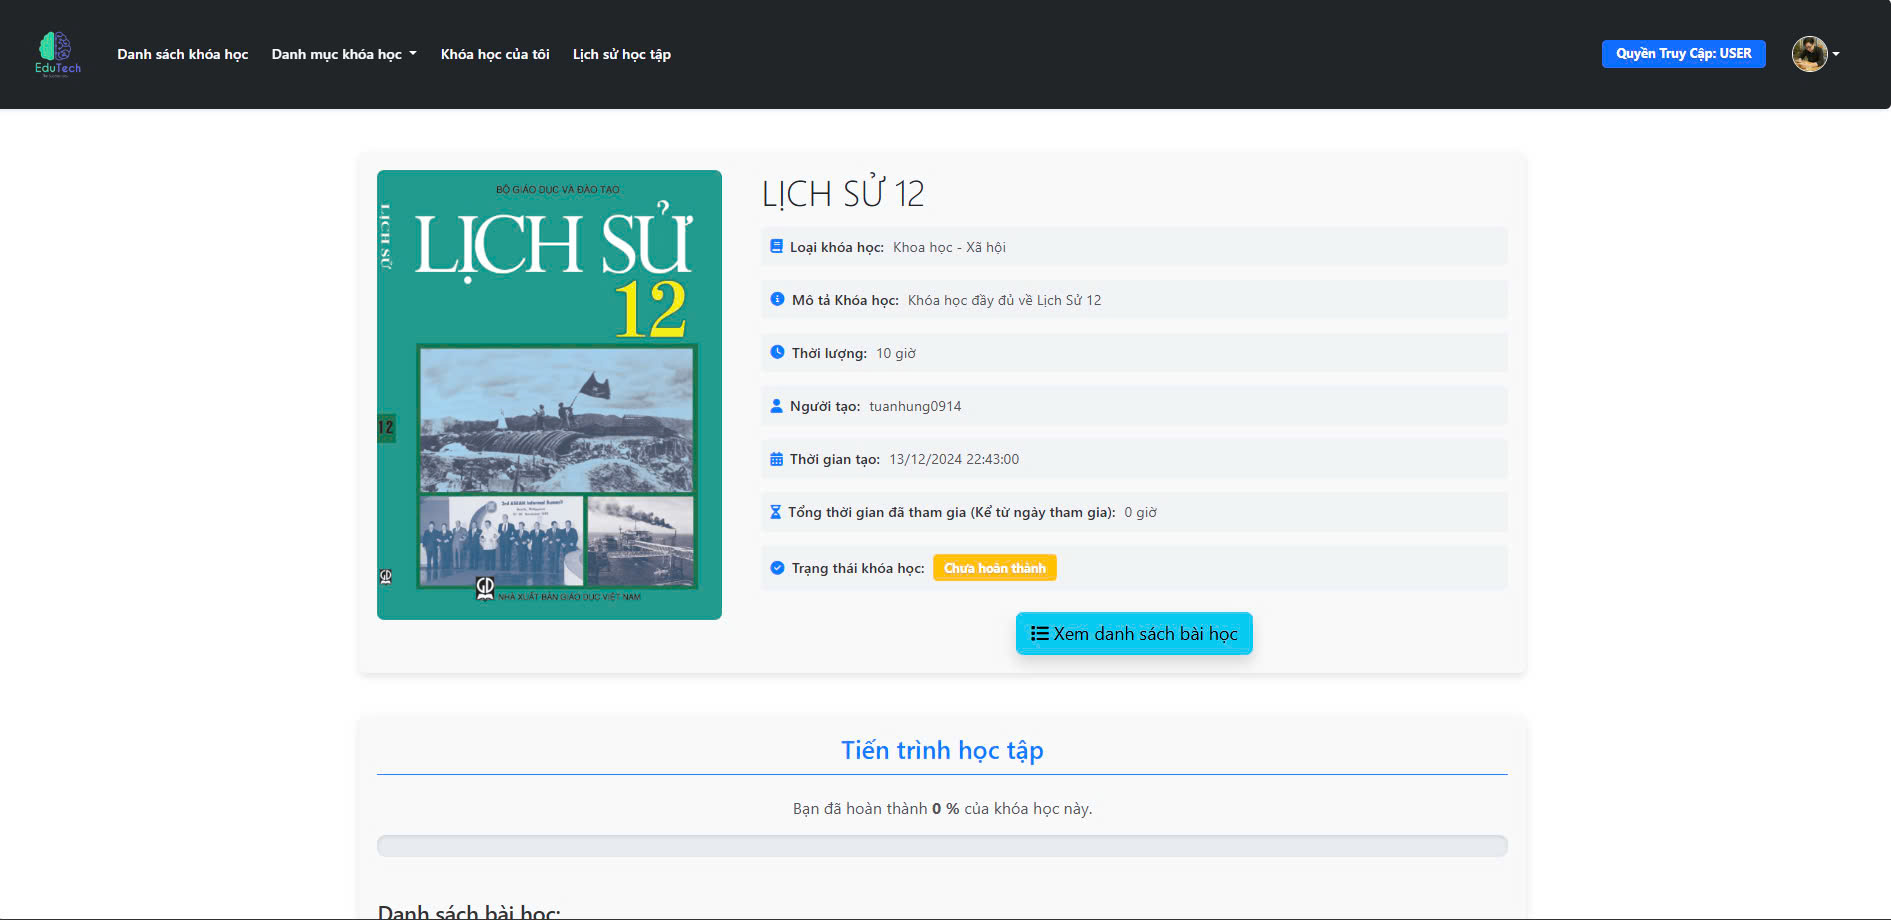 EduTech
Danh sách khóa học
Danh mục khóa học
Khóa học của tôi
Lịch sử học tập
Quyền Truy Cập: USER
BỘ GIÁO DỤC VÀ ĐÀO TẠO
LỊCH SỬ
LỊCH SỬ
12
12
2nd ASEAN Informal Summit
GD
GD
NHÀ XUẤT BẢN GIÁO DỤC VIỆT NAM
LỊCH SỬ 12
Loại khóa học: Khoa học - Xã hội
Mô tả Khóa học: Khóa học đầy đủ về Lịch Sử 12
Thời lượng: 10 giờ
Người tạo: tuanhung0914
Thời gian tạo: 13/12/2024 22:43:00
Tổng thời gian đã tham gia (Kể từ ngày tham gia): 0 giờ
Trạng thái khóa học: Chưa hoàn thành
Xem danh sách bài học
Tiến trình học tập
Bạn đã hoàn thành 0 % của khóa học này.
Danh sách bài học: